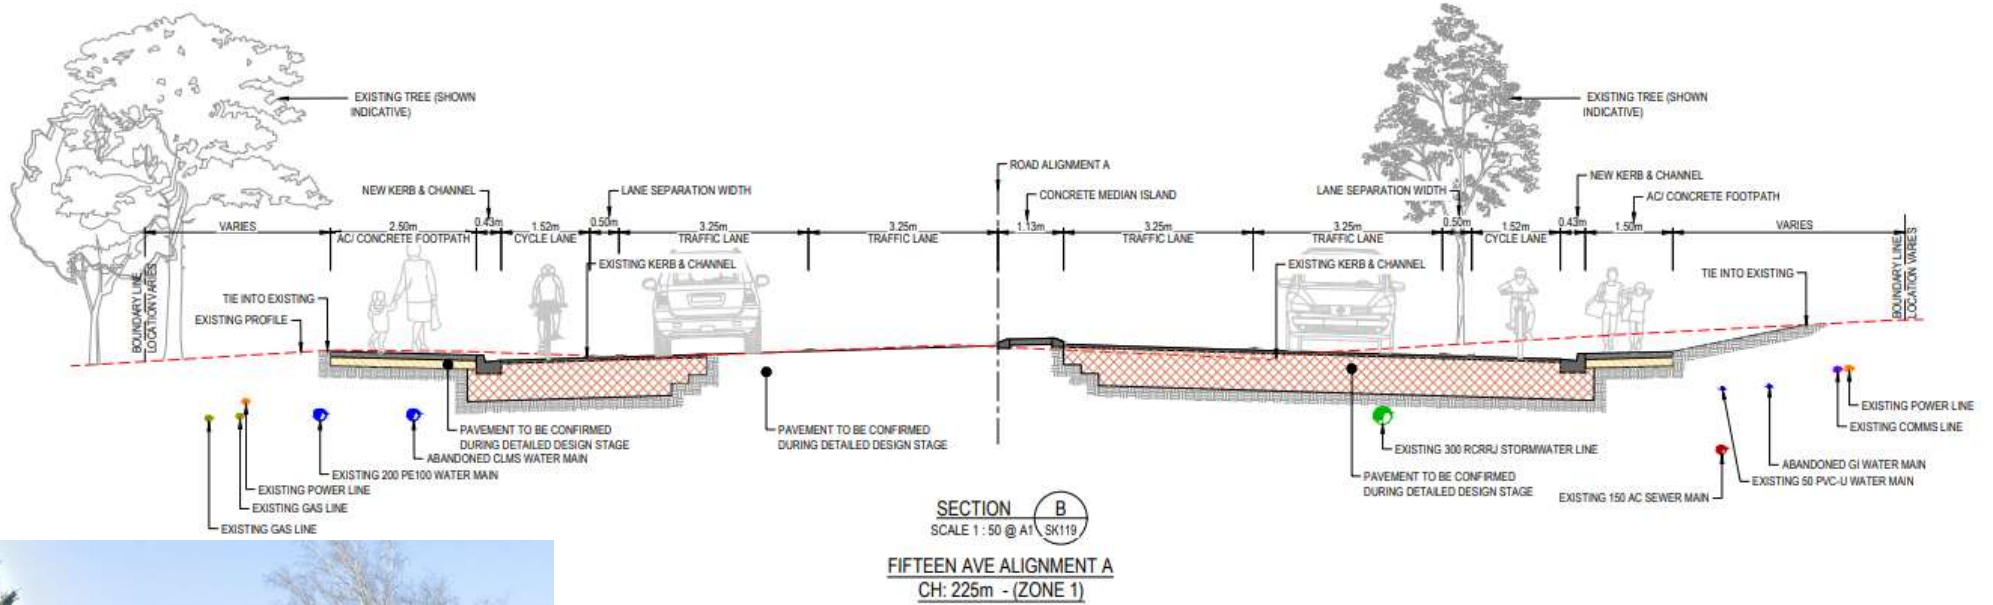 EXISTING TREE (SHOWN
INDICATIVE)
EXISTING TREE (SHOWN
INDICATIVE)
ROAD ALIGNMENT A
NEW KERB & CHANNEL
LANE SEPARATION WIDTH
CONCRETE MEDIAN ISLAND
LANE SEPARATION WIDTH
NEW KERB & CHANNEL
AC/ CONCRETE FOOTPATH
VARIES
2.50m
AC/ CONCRETE FOOTPATH
0.43m
1.52m
CYCLE LANE
0.50m
3.25m
TRAFFIC LANE
3.25m
TRAFFIC LANE
1.13m
3.25m
TRAFFIC LANE
3.25m
TRAFFIC LANE
0.50m
1.52m
CYCLE LANE
0.43m
1.50m
VARIES
BOUNDARY LINE
LOCATION VARIES
EXISTING KERB & CHANNEL
EXISTING KERB & CHANNEL
TIE INTO EXISTING
BOUNDARY LINE
LOCATION VARIES
TIE INTO EXISTING
EXISTING PROFILE
PAVEMENT TO BE CONFIRMED
DURING DETAILED DESIGN STAGE
ABANDONED CLMS WATER MAIN
EXISTING 200 PE100 WATER MAIN
EXISTING POWER LINE
EXISTING GAS LINE
EXISTING GAS LINE
PAVEMENT TO BE CONFIRMED
DURING DETAILED DESIGN STAGE
EXISTING 300 RCRRJ STORMWATER LINE
PAVEMENT TO BE CONFIRMED
DURING DETAILED DESIGN STAGE
EXISTING POWER LINE
EXISTING COMMS LINE
ABANDONED GI WATER MAIN
EXISTING 50 PVC-U WATER MAIN
EXISTING 150 AC SEWER MAIN
SECTION B
SCALE 1 : 50 @ A1 SK119
FIFTEEN AVE ALIGNMENT A
CH: 225m - (ZONE 1)